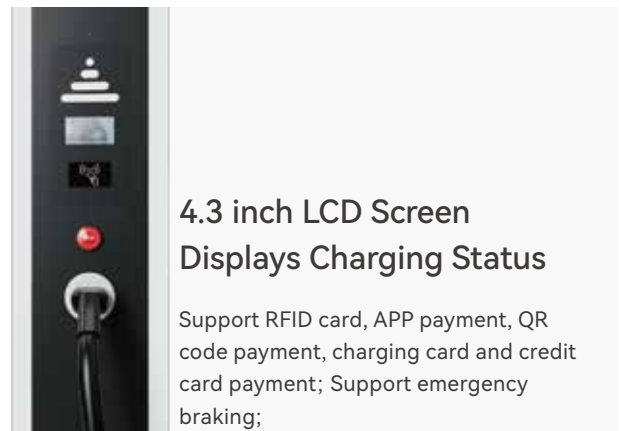 4.3 inch LCD Screen
Displays Charging Status
Support RFID card, APP payment, QR
code payment, charging card and credit
card payment; Support emergency
braking;